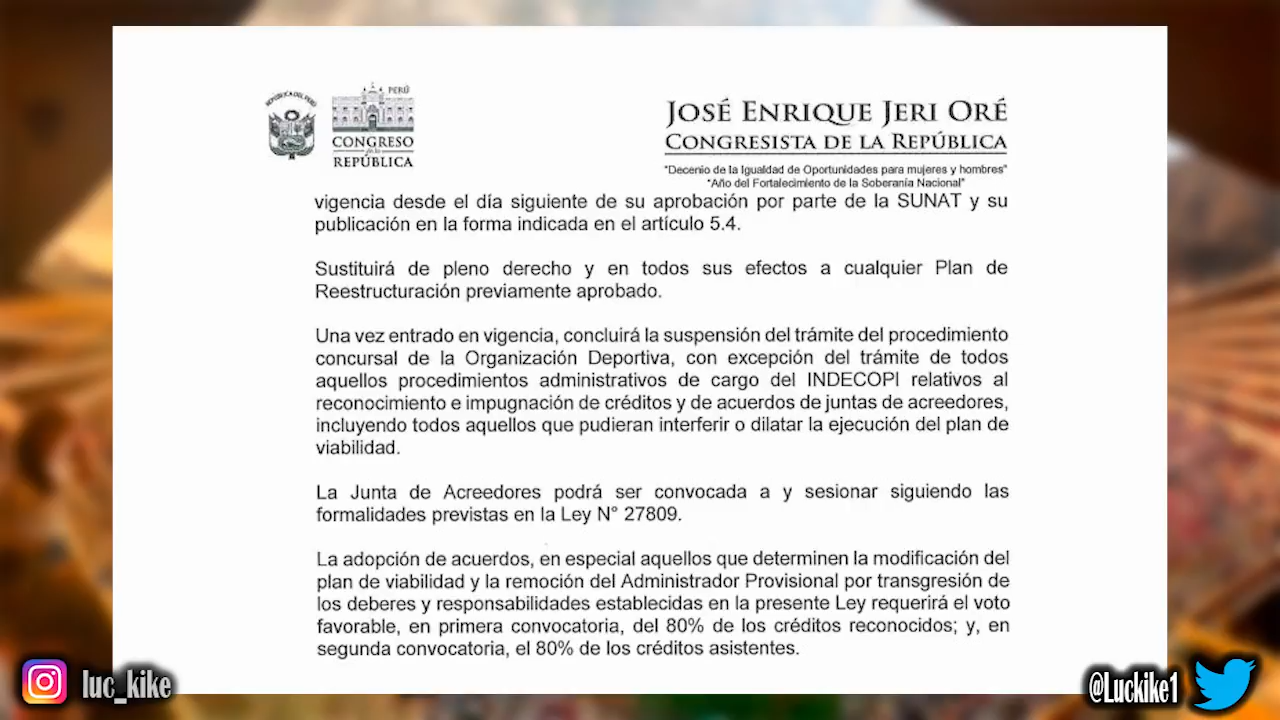 REPÚBLICA DEL PERÚ
PERÚ
CONGRESO
de la
REPÚBLICA
JOSÉ ENRIQUE JERI ORÉ
CONGRESISTA DE LA REPÚBLICA
"Decenio de la Igualdad de Oportunidades para mujeres y hombres"
"Año del Fortalecimiento de la Soberanía Nacional"
vigencia desde el día siguiente de su aprobación por parte de la SUNAT y su
publicación en la forma indicada en el artículo 5.4.
Sustituirá de pleno derecho y en todos sus efectos a cualquier Plan de
Reestructuración previamente aprobado.
Una vez entrado en vigencia, concluirá la suspensión del trámite del procedimiento
concursal de la Organización Deportiva, con excepción del trámite de todos
aquellos procedimientos administrativos de cargo del INDECOPI relativos al
reconocimiento e impugnación de créditos y de acuerdos de juntas de acreedores,
incluyendo todos aquellos que pudieran interferir o dilatar la ejecución del plan de
viabilidad.
La Junta de Acreedores podrá ser convocada a y sesionar siguiendo las
formalidades previstas en la Ley N° 27809.
La adopción de acuerdos, en especial aquellos que determinen la modificación del
plan de viabilidad y la remoción del Administrador Provisional por transgresión de
los deberes y responsabilidades establecidas en la presente Ley requerirá el voto
favorable, en primera convocatoria, del 80% de los créditos reconocidos; y, en
segunda convocatoria, el 80% de los créditos asistentes.
luc_kike
@Luckike1